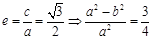 e = c/a = √3/2 ⇒ (a² − b²)/a² = 3/4